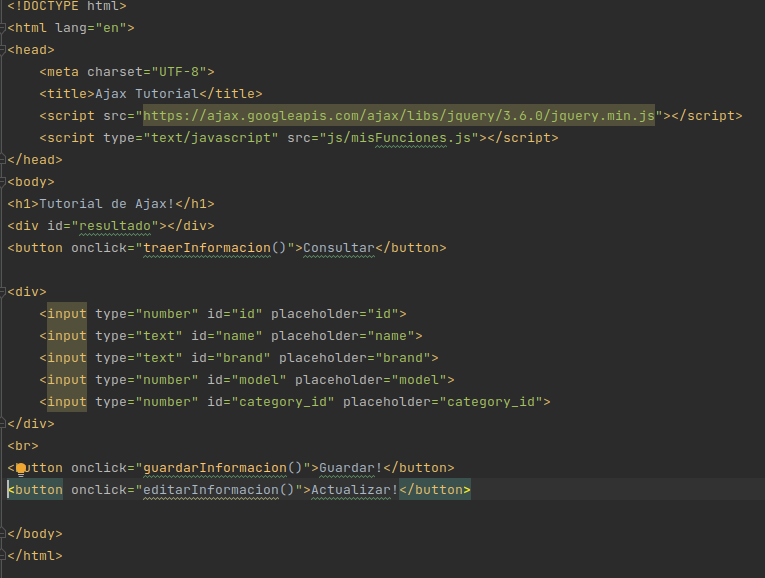 <!DOCTYPE html>
<html lang="en">
<head>
    <meta charset="UTF-8">
    <title>Ajax Tutorial</title>
    <script src="https://ajax.googleapis.com/ajax/libs/jquery/3.6.0/jquery.min.js"></script>
    <script type="text/javascript" src="js/misFunciones.js"></script>
</head>
<body>
<h1>Tutorial de Ajax!</h1>
<div id="resultado"></div>
<button onclick="traerInformacion()">Consultar</button>
<div>
    <input type="number" id="id" placeholder="id">
    <input type="text" id="name" placeholder="name">
    <input type="text" id="brand" placeholder="brand">
    <input type="number" id="model" placeholder="model">
    <input type="number" id="category_id" placeholder="category_id">
</div>
<br>
<button onclick="guardarInformacion()">Guardar!</button>
<button onclick="editarInformacion()">Actualizar!</button>
</body>
</html>